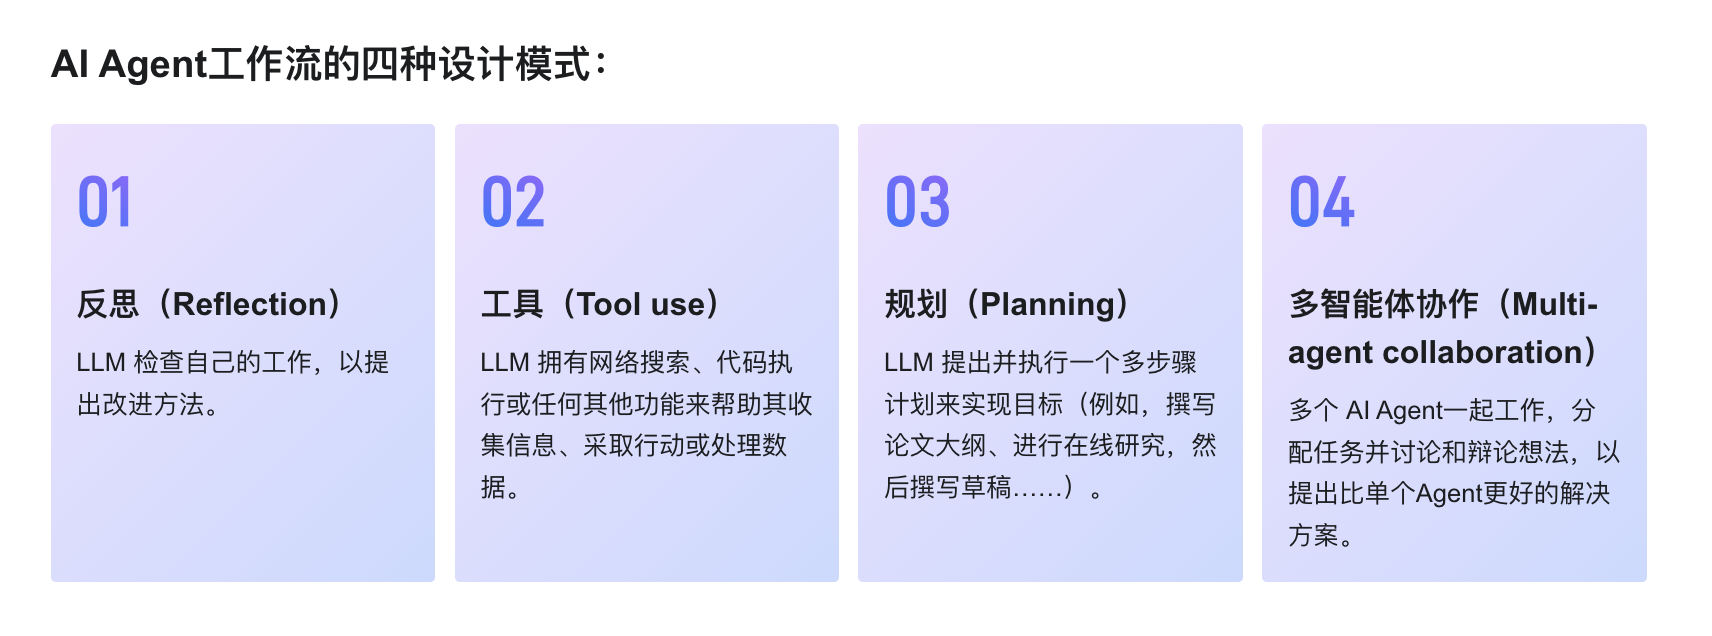 AI Agent工作流的四种设计模式：
01
反思（Reflection）
LLM 检查自己的工作，以提
出改进方法。
02
工具（Tool use）
LLM 拥有网络搜索、代码执
行或任何其他功能来帮助其收
集信息、采取行动或处理数
据。
03
规划（Planning）
LLM 提出并执行一个多步骤
计划来实现目标（例如，撰写
论文大纲、进行在线研究，然
后撰写草稿……）。
04
多智能体协作（Multi-
agent collaboration）
多个 AI Agent一起工作，分
配任务并讨论和辩论想法，以
提出比单个Agent更好的解决
方案。